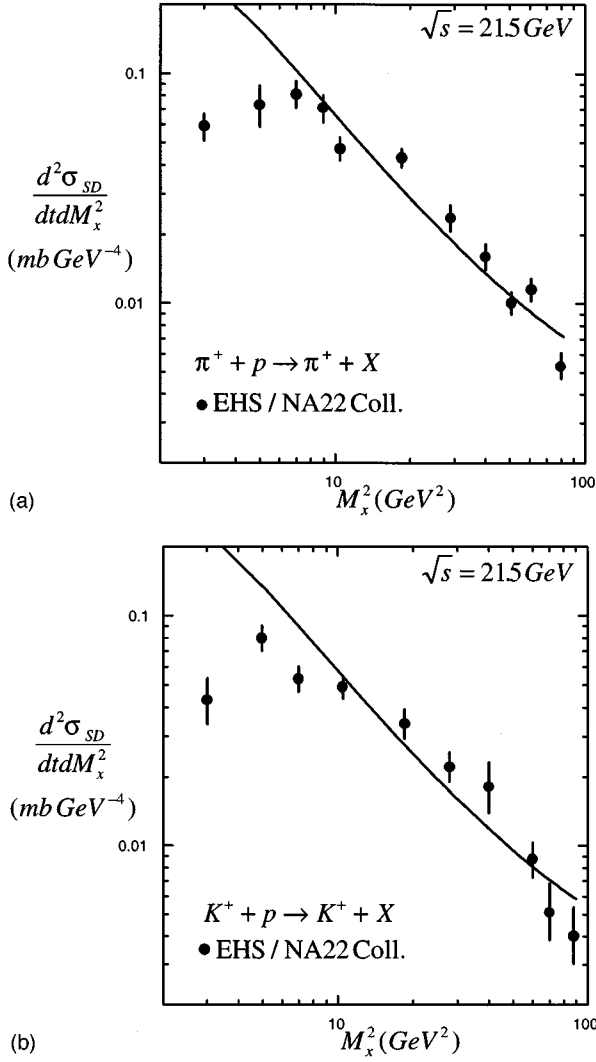 √s = 21.5 GeV
0.1
d²σ_SD
dtdM_x²
(mb GeV⁻⁴)
0.01
π⁺ + p → π⁺ + X
● EHS / NA22 Coll.
10
100
M_x² (GeV²)
(a)
√s = 21.5 GeV
0.1
d²σ_SD
dtdM_x²
(mb GeV⁻⁴)
0.01
K⁺ + p → K⁺ + X
● EHS / NA22 Coll.
10
100
M_x² (GeV²)
(b)